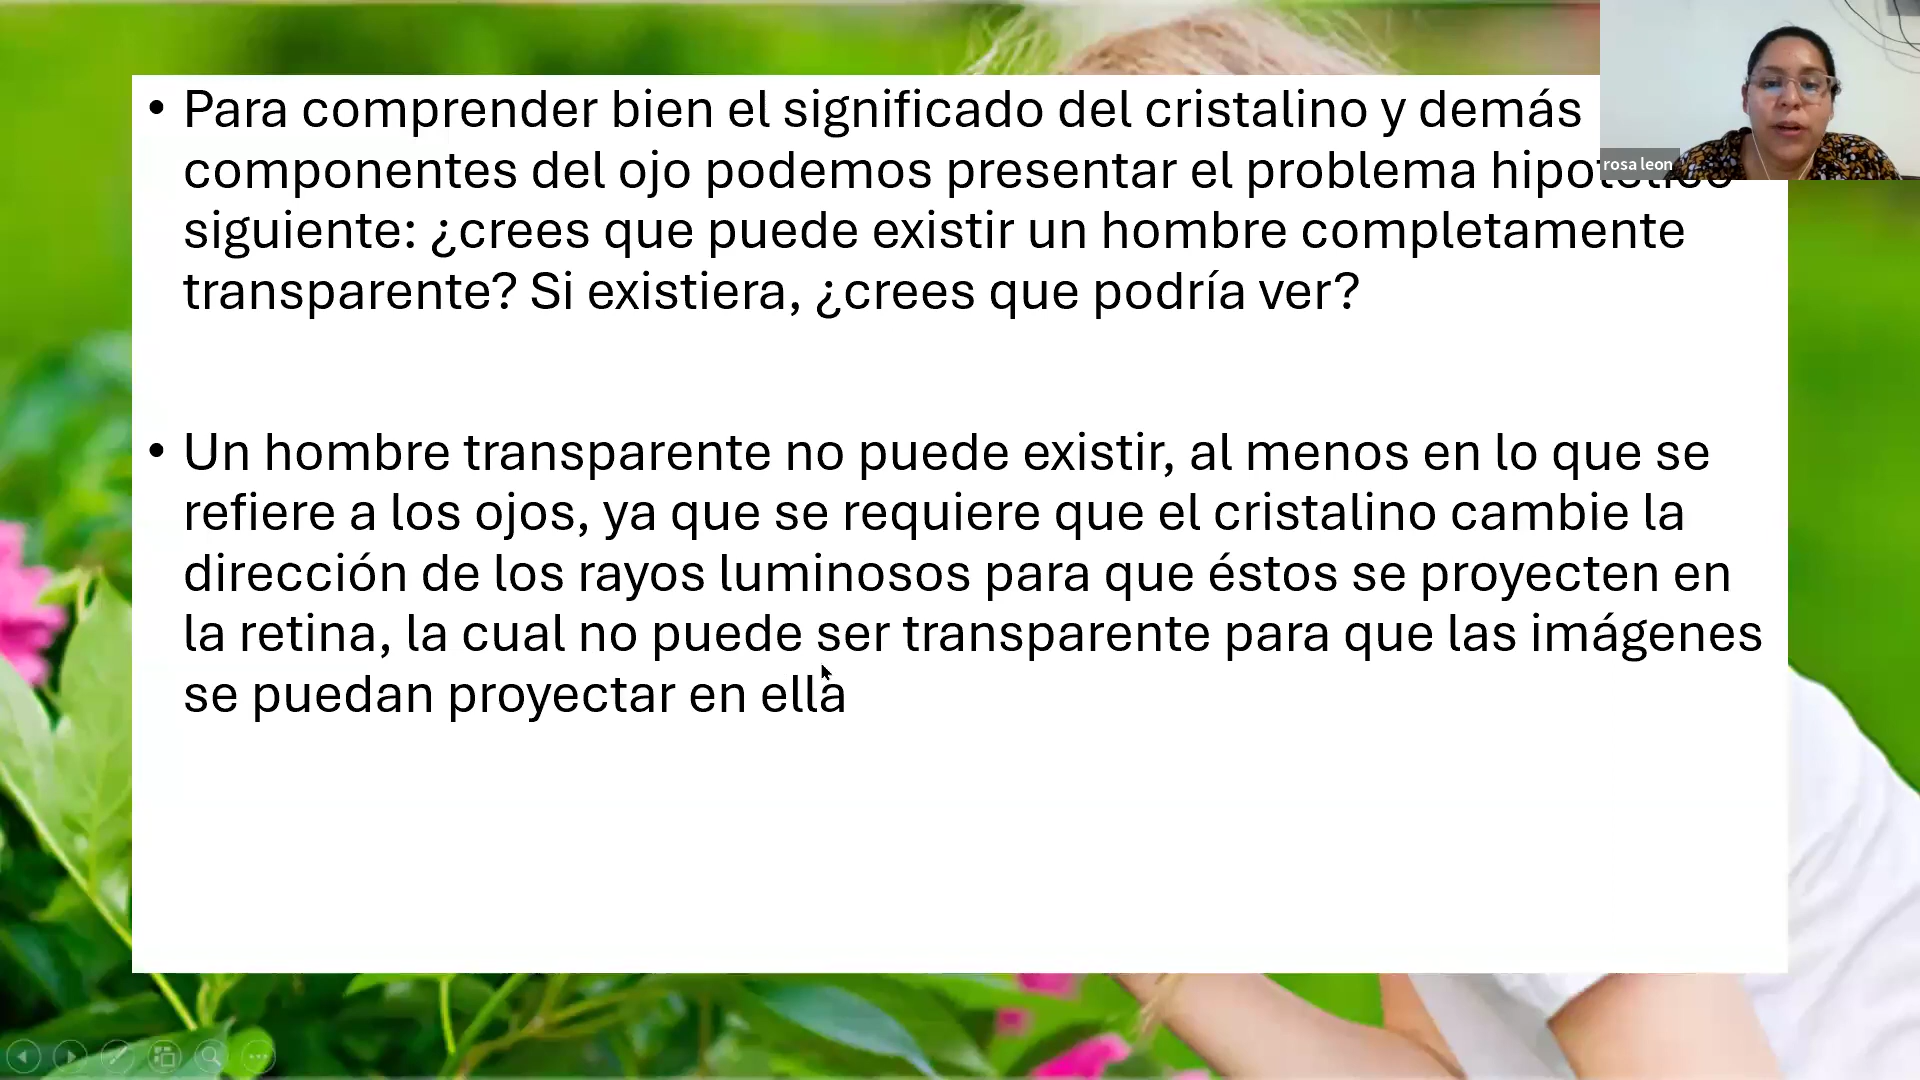 • Para comprender bien el significado del cristalino y demás
componentes del ojo podemos presentar el problema hipotético
siguiente: ¿crees que puede existir un hombre completamente
transparente? Si existiera, ¿crees que podría ver?
• Un hombre transparente no puede existir, al menos en lo que se
refiere a los ojos, ya que se requiere que el cristalino cambie la
dirección de los rayos luminosos para que éstos se proyecten en
la retina, la cual no puede ser transparente para que las imágenes
se puedan proyectar en ella
rosa leon